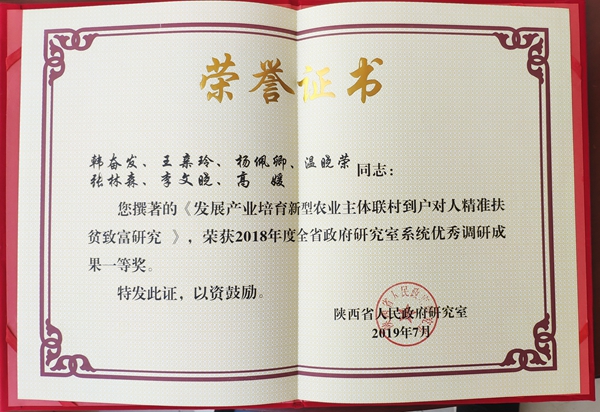 荣誉证书
韩奋发、王亲玲、杨佩卿、温晓荣
张林森、李文晓、高 媛 同志：
您撰著的《发展产业培育新型农业主体联村到户对人精准扶
贫致富研究 》，荣获2018年度全省政府研究室系统优秀调研成
果一等奖。
特发此证，以资鼓励。
陕西省人民政府研究室
2019年7月